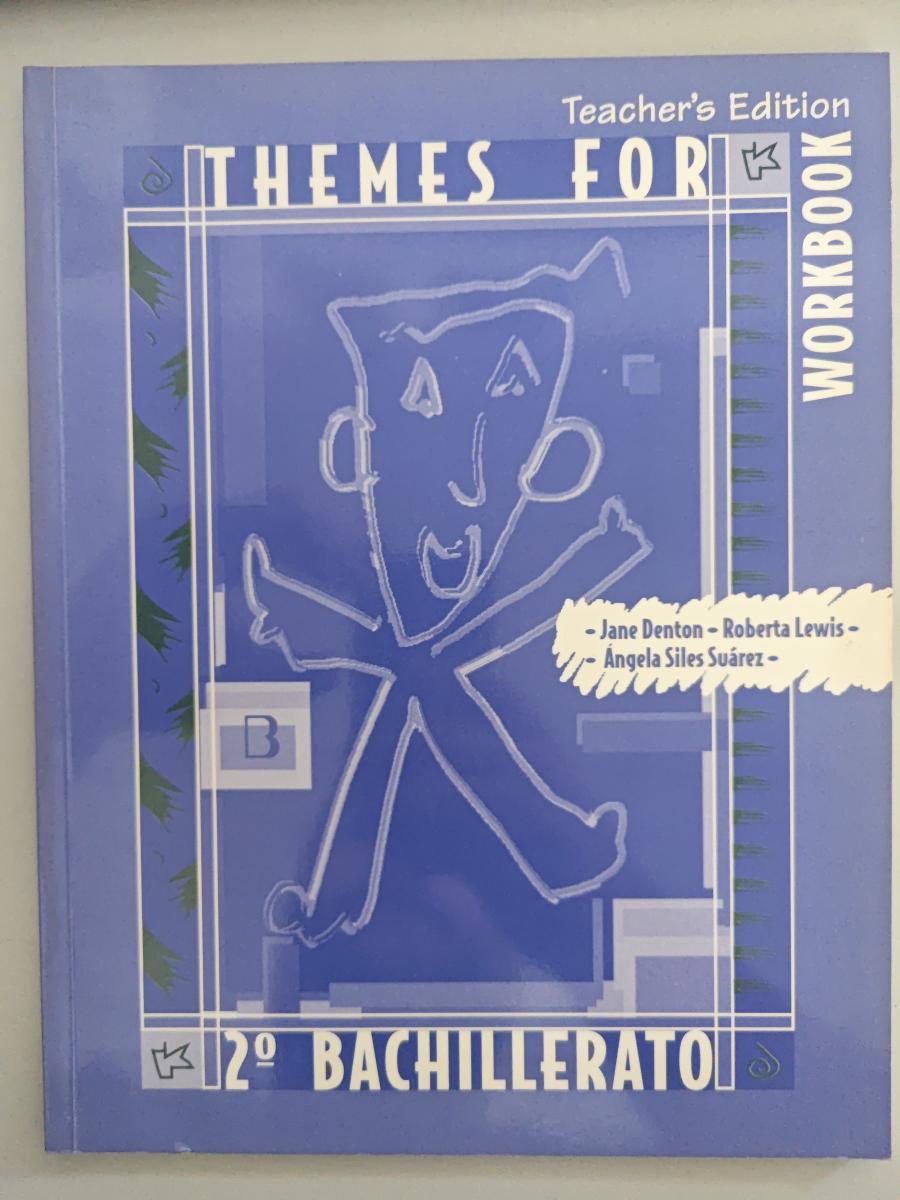 Teacher's Edition
THEMES FOR
WORKBOOK
- Jane Denton - Roberta Lewis -
- Ángela Siles Suárez -
B
2º BACHILLERATO